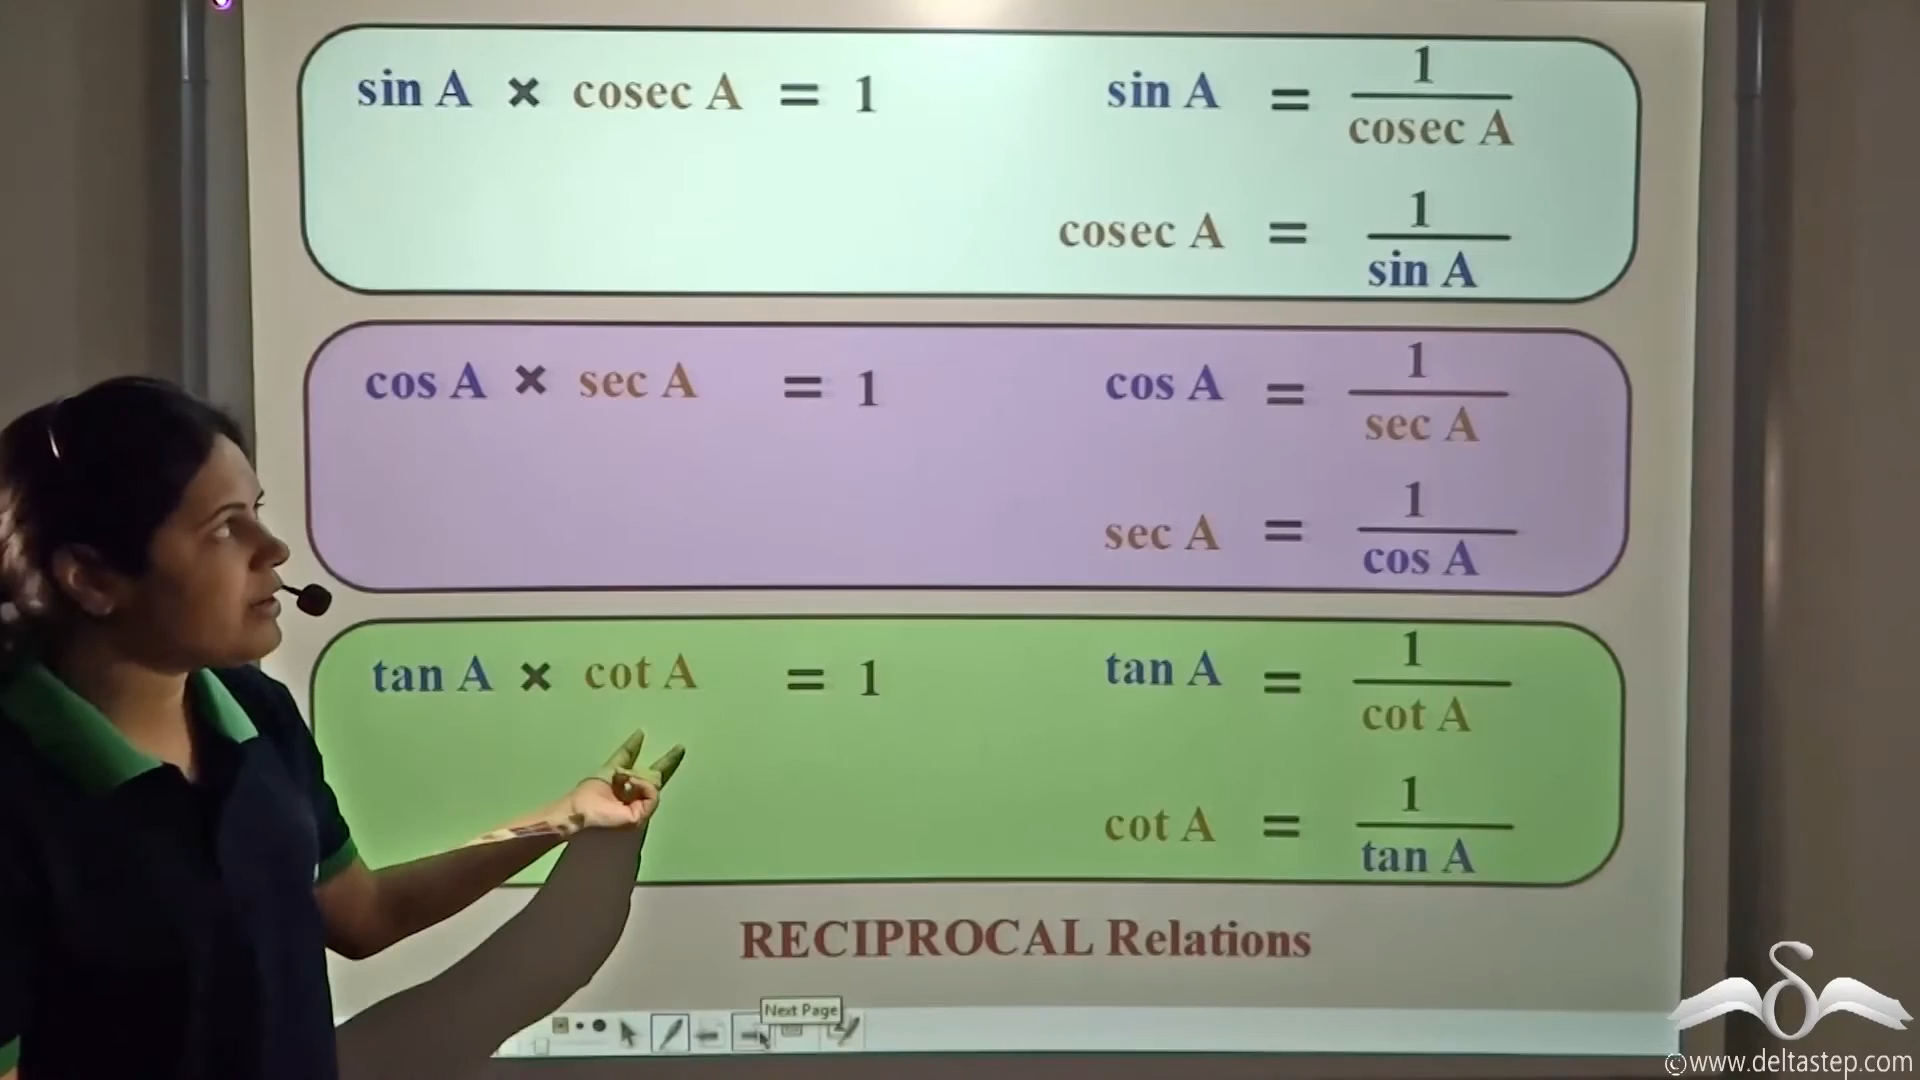 sin A × cosec A = 1
sin A = 1
cosec A
cosec A = 1
sin A
cos A × sec A = 1
cos A = 1
sec A
sec A = 1
cos A
tan A × cot A = 1
tan A = 1
cot A
cot A = 1
tan A
RECIPROCAL Relations
Next Page
©www.deltastep.com